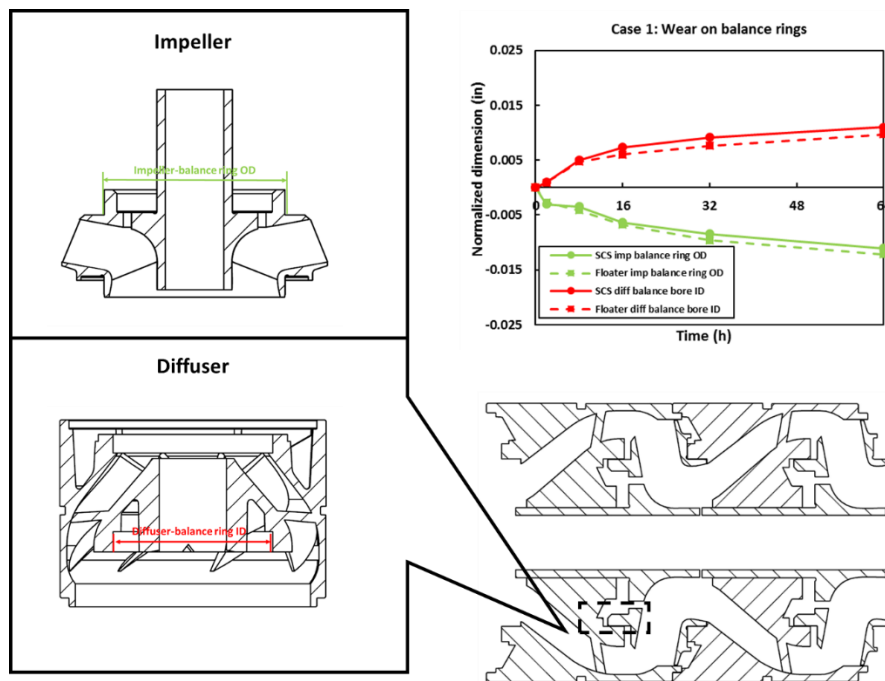 Impeller
Impeller-balance ring OD
Diffuser
Diffuser-balance ring ID
Case 1: Wear on balance rings
Normalized dimension (in)
0.025
0.015
0.005
-0.005
-0.015
-0.025
0 16 32 48 64
SCS imp balance ring OD
Floater imp balance ring OD
SCS diff balance bore ID
Floater diff balance bore ID
Time (h)